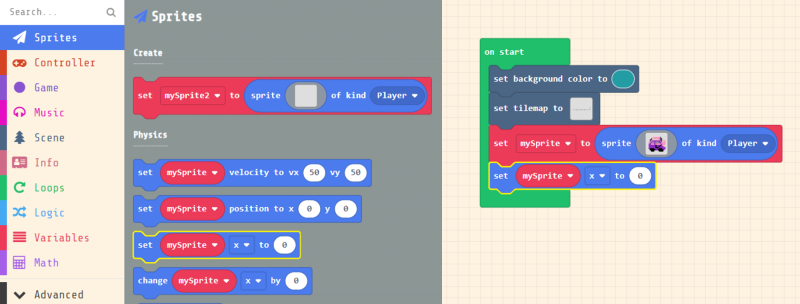 Search...
Sprites
Controller
Game
Music
Scene
Info
Loops
Logic
Variables
Math
Advanced
Sprites
Create
set mySprite2 to sprite of kind Player
Physics
set mySprite velocity to vx 50 vy 50
set mySprite position to x 0 y 0
set mySprite x to 0
change mySprite x by 0
on start
set background color to
set tilemap to
set mySprite to sprite of kind Player
set mySprite x to 0